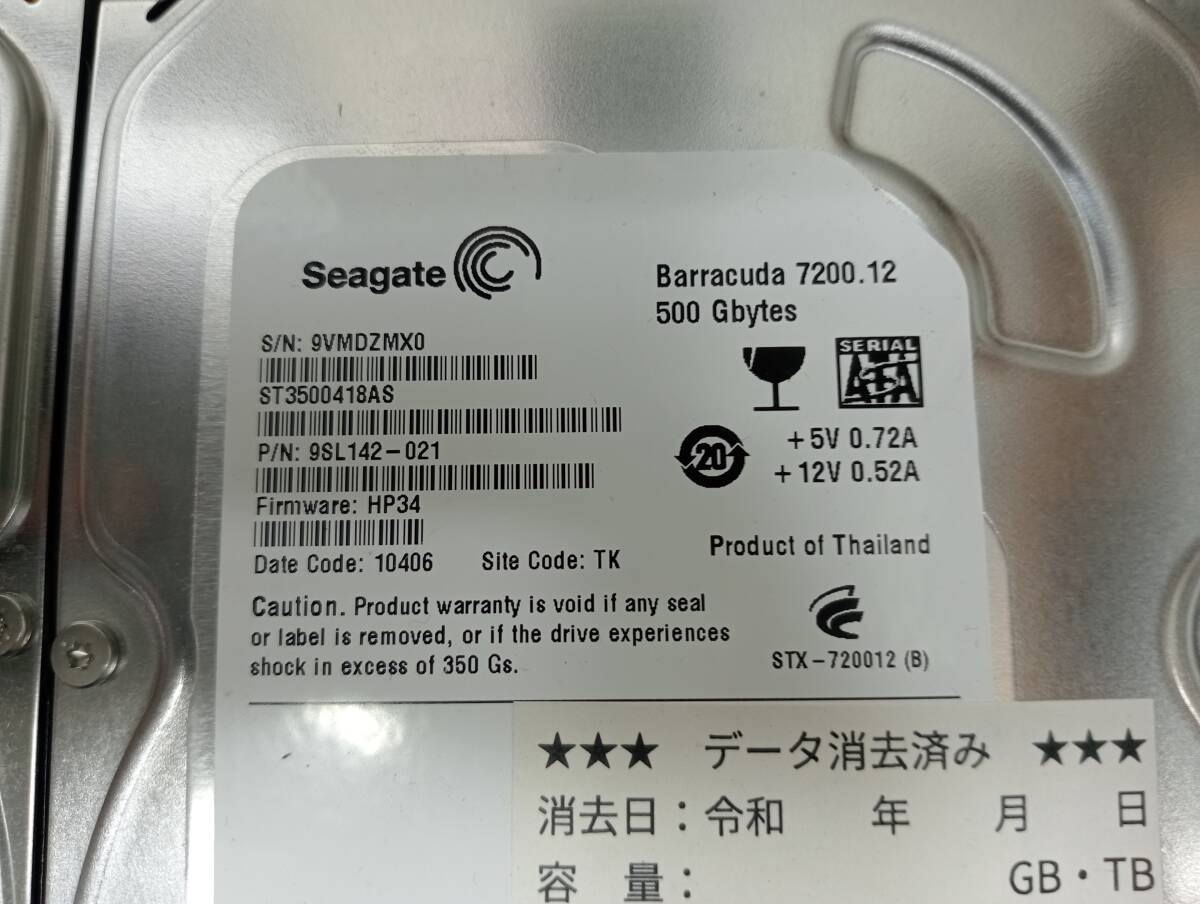 Seagate
Barracuda 7200.12
500 Gbytes
S/N: 9VMDZMX0
ST3500418AS
P/N: 9SL142-021
Firmware: HP34
Date Code: 10406 Site Code: TK
SERIAL
ATA
20
+5V 0.72A
+12V 0.52A
Product of Thailand
Caution. Product warranty is void if any seal
or label is removed, or if the drive experiences
shock in excess of 350 Gs.
STX-720012 (B)
★★★ データ消去済み ★★★
消去日：令和 年 月 日
容 量： GB・TB